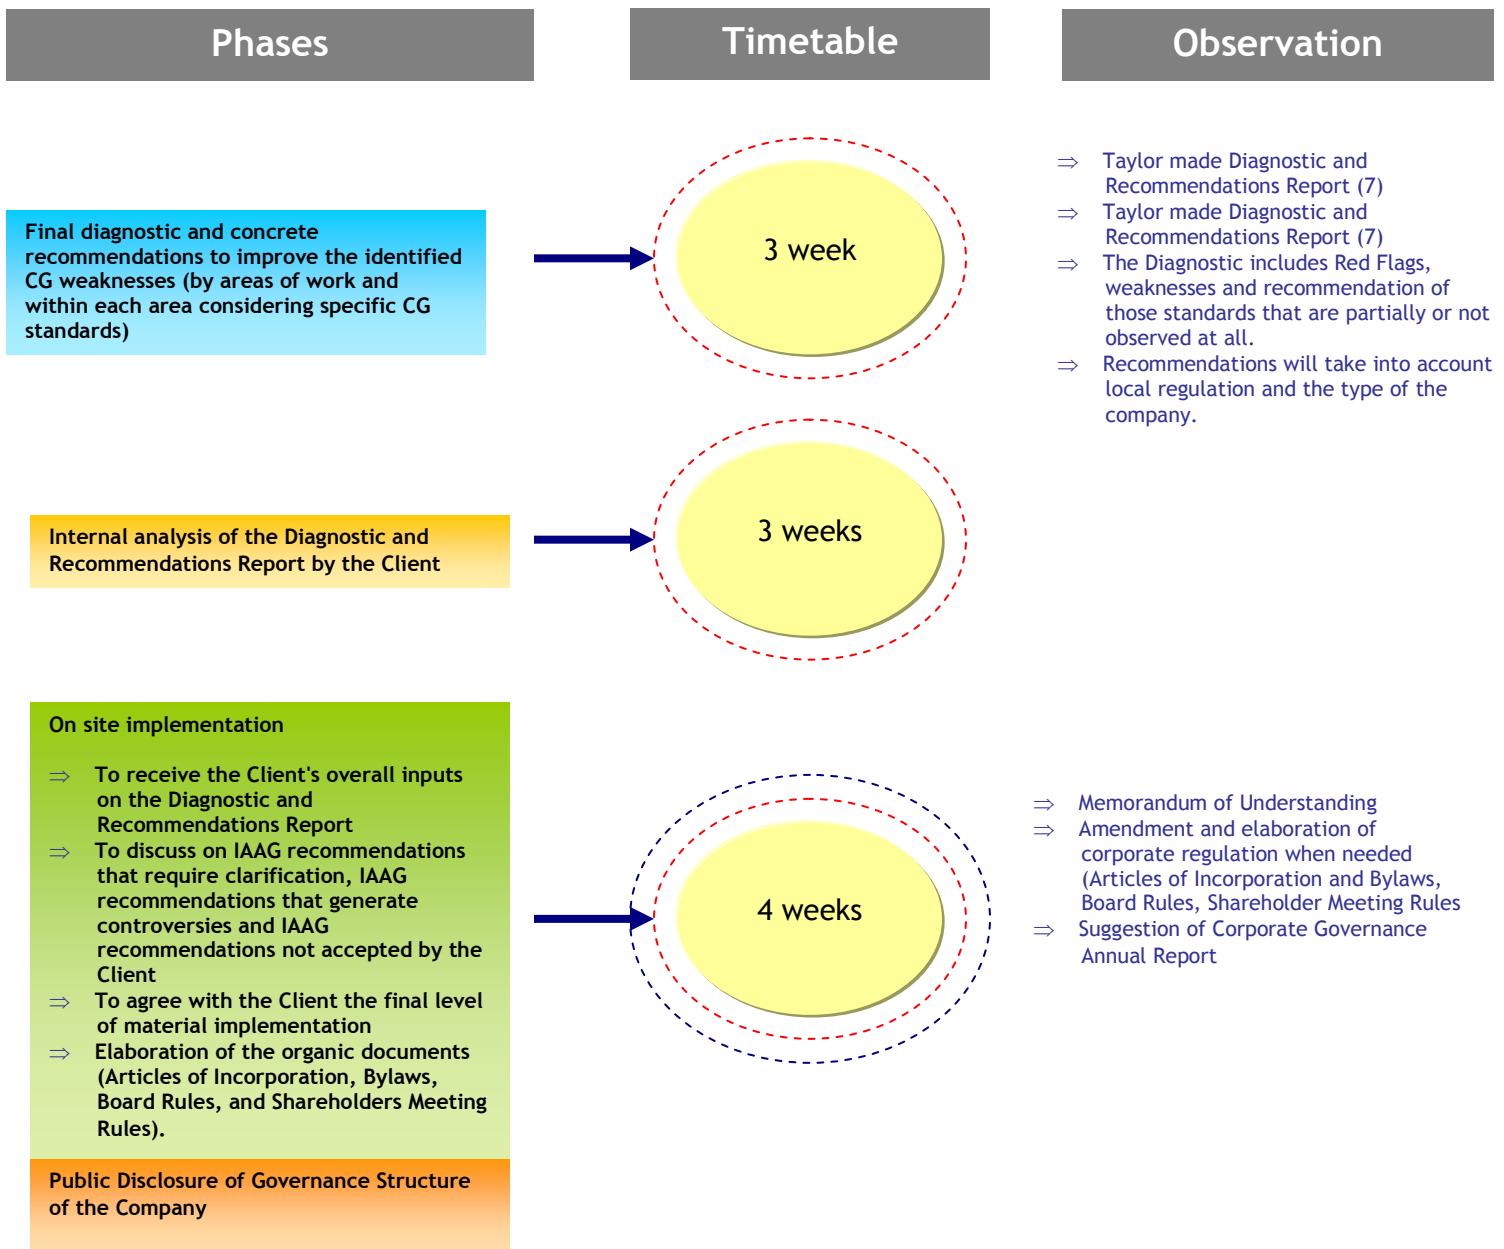 Phases
Timetable
Observation
Final diagnostic and concrete
recommendations to improve the identified
CG weaknesses (by areas of work and
within each area considering specific CG
standards)
3 week
⇒ Taylor made Diagnostic and
Recommendations Report (7)
⇒ Taylor made Diagnostic and
Recommendations Report (7)
⇒ The Diagnostic includes Red Flags,
weaknesses and recommendation of
those standards that are partially or not
observed at all.
⇒ Recommendations will take into account
local regulation and the type of the
company.
Internal analysis of the Diagnostic and
Recommendations Report by the Client
3 weeks
On site implementation
⇒ To receive the Client's overall inputs
on the Diagnostic and
Recommendations Report
⇒ To discuss on IAAG recommendations
that require clarification, IAAG
recommendations that generate
controversies and IAAG
recommendations not accepted by the
Client
⇒ To agree with the Client the final level
of material implementation
⇒ Elaboration of the organic documents
(Articles of Incorporation, Bylaws,
Board Rules, and Shareholders Meeting
Rules).
4 weeks
⇒ Memorandum of Understanding
⇒ Amendment and elaboration of
corporate regulation when needed
(Articles of Incorporation and Bylaws,
Board Rules, Shareholder Meeting Rules
⇒ Suggestion of Corporate Governance
Annual Report
Public Disclosure of Governance Structure
of the Company